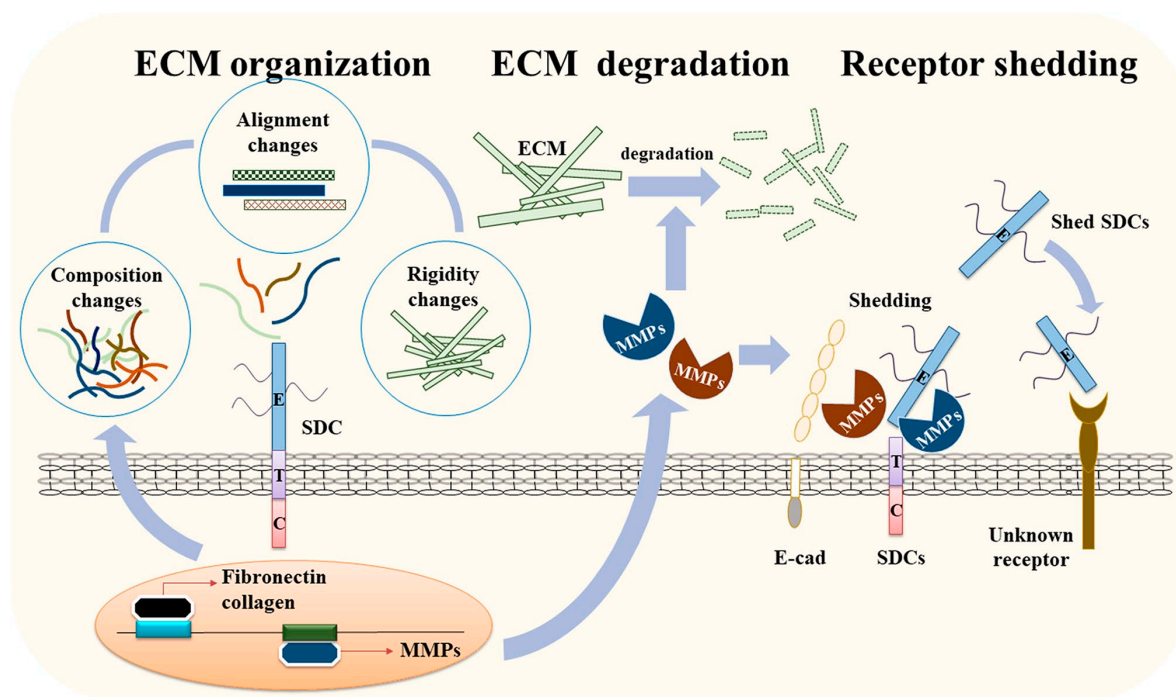 ECM organization
ECM degradation
Receptor shedding
Alignment
changes
Composition
changes
Rigidity
changes
E
SDC
T
C
Fibronectin
collagen
MMPs
ECM
degradation
MMPs
MMPs
Shedding
MMPs
E
MMPs
T
C
E-cad
SDCs
E
Shed SDCs
E
Unknown
receptor